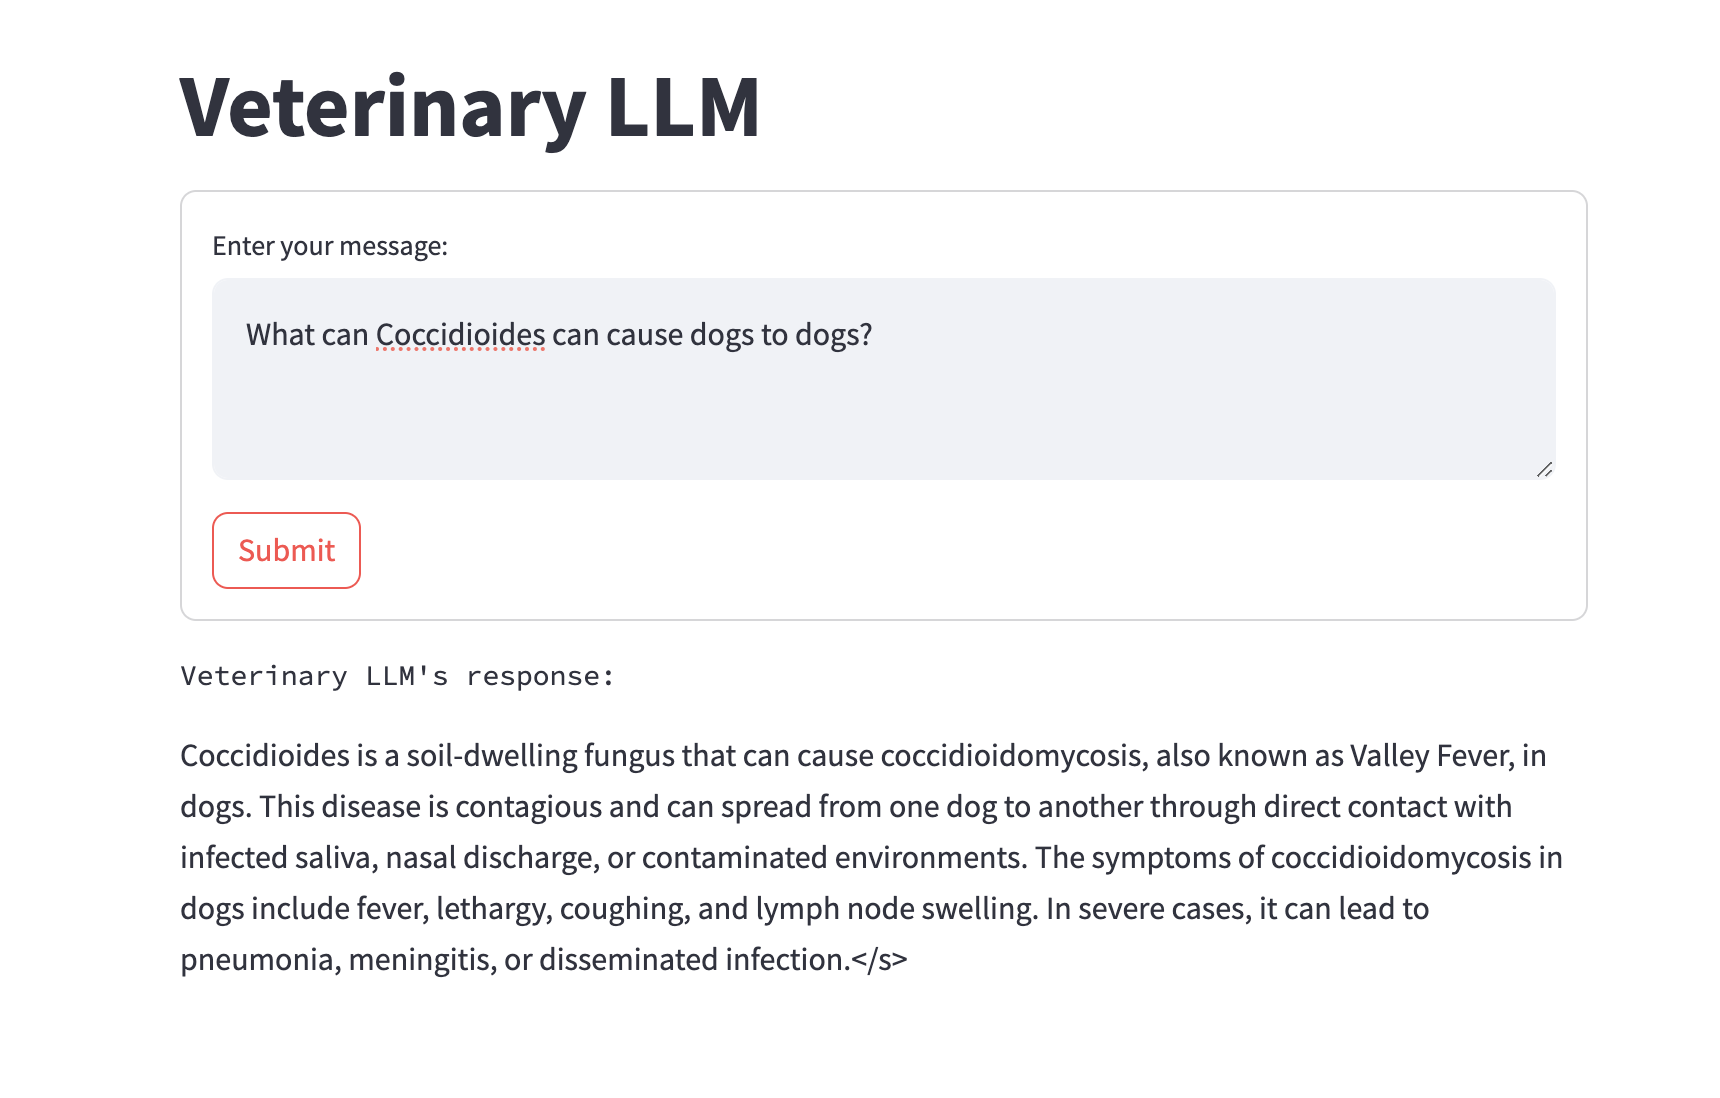 Veterinary LLM
Enter your message:
What can Coccidioides can cause dogs to dogs?
Submit
Veterinary LLM's response:
Coccidioides is a soil-dwelling fungus that can cause coccidioidomycosis, also known as Valley Fever, in
dogs. This disease is contagious and can spread from one dog to another through direct contact with
infected saliva, nasal discharge, or contaminated environments. The symptoms of coccidioidomycosis in
dogs include fever, lethargy, coughing, and lymph node swelling. In severe cases, it can lead to
pneumonia, meningitis, or disseminated infection.</s>